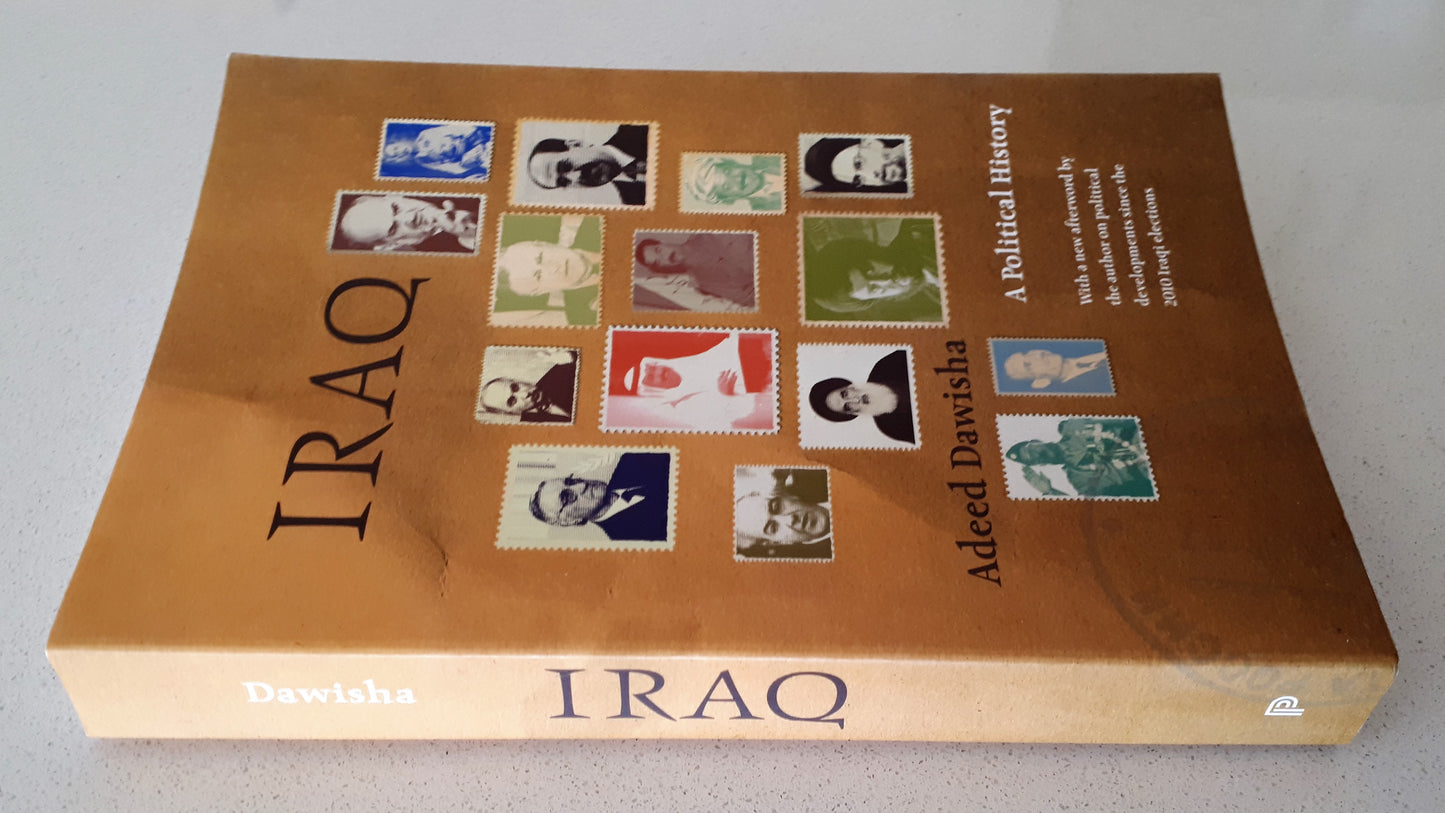 IRAQ
A Political History
With a new afterword by
the author on political
developments since the
2010 Iraqi elections
Adeed Dawisha
Dawisha
IRAQ